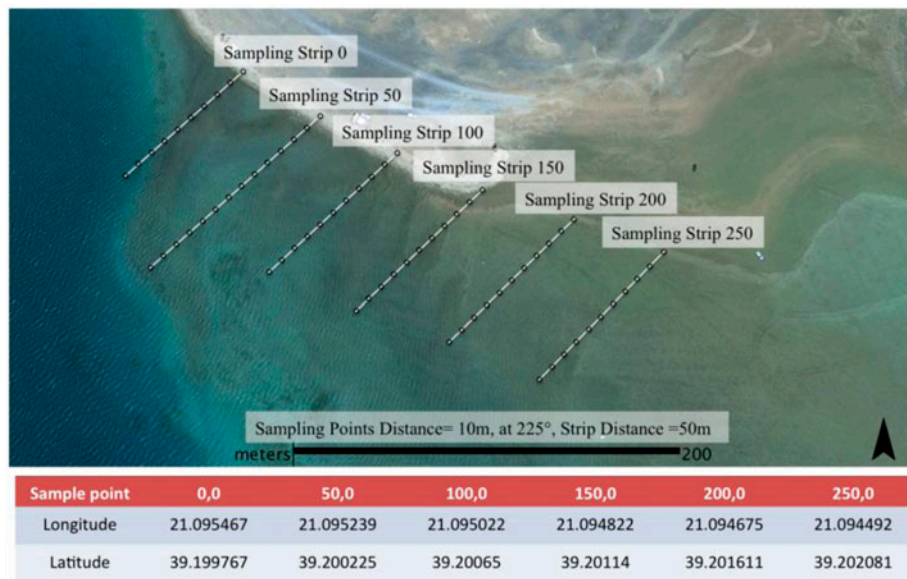 Sampling Strip 0
Sampling Strip 50
Sampling Strip 100
Sampling Strip 150
Sampling Strip 200
Sampling Strip 250
Sampling Points Distance= 10m, at 225°, Strip Distance =50m
meters 200
Sample point 0,0 50,0 100,0 150,0 200,0 250,0
Longitude 21.095467 21.095239 21.095022 21.094822 21.094675 21.094492
Latitude 39.199767 39.200225 39.20065 39.20114 39.201611 39.202081